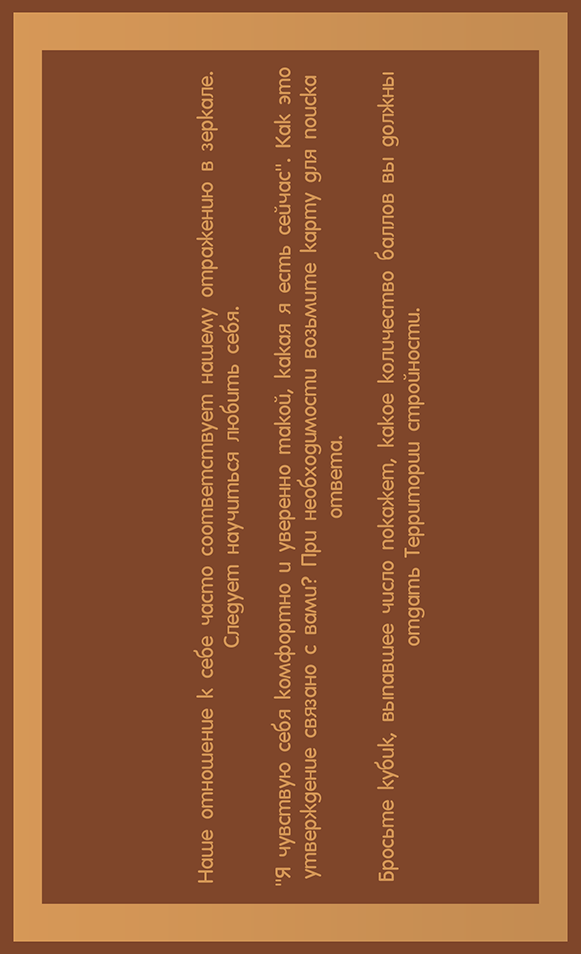 Наше отношение к себе часто соответствует нашему отражению в зеркале.
Следует научиться любить себя.
"Я чувствую себя комфортно и уверенно такой, какая я есть сейчас". Как это
утверждение связано с вами? При необходимости возьмите карту для поиска
ответа.
Бросьте кубик, выпавшее число покажет, какое количество баллов вы должны
отдать Территории стройности.